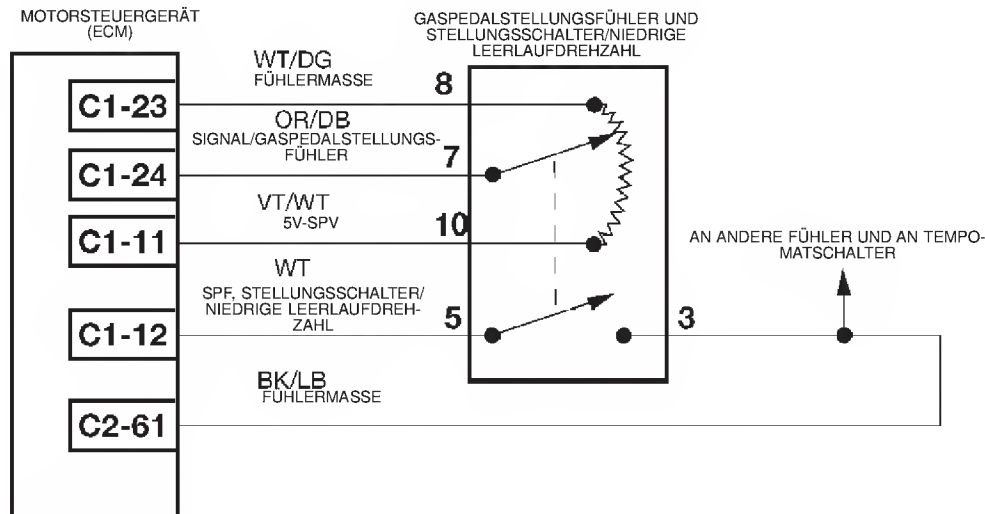 MOTORSTEUERGERÄT
(ECM)
GASPEDALSTELLUNGSFÜHLER UND
STELLUNGSSCHALTER/NIEDRIGE
LEERLAUFDREHZAHL
C1-23
WT/DG
FÜHLERMASSE
8
C1-24
OR/DB
SIGNAL/GASPEDALSTELLUNGS-
FÜHLER
7
C1-11
VT/WT
5V-SPV
10
AN ANDERE FÜHLER UND AN TEMPO-
MATSCHALTER
C1-12
WT
SPF, STELLUNGSSCHALTER/
NIEDRIGE LEERLAUFDREH-
ZAHL
5
3
C2-61
BK/LB
FÜHLERMASSE